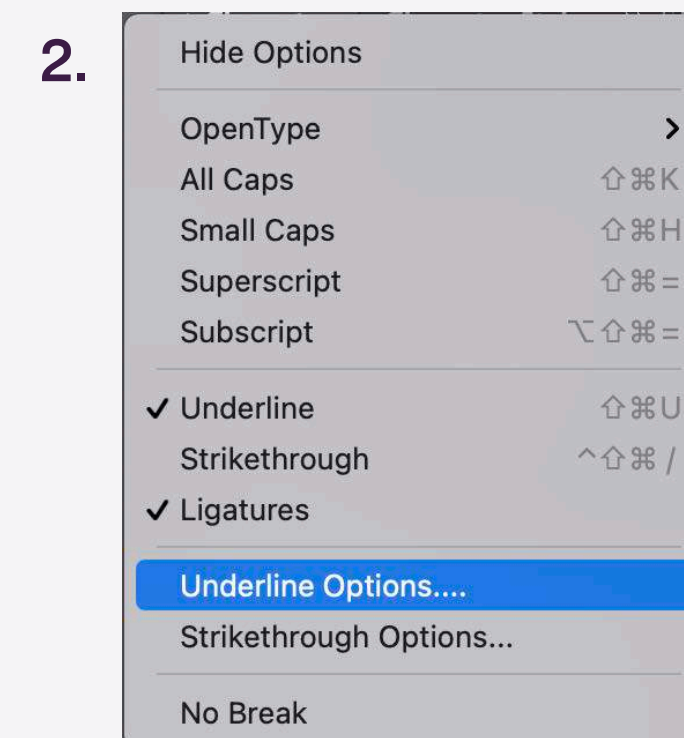 2.
Hide Options
OpenType >
All Caps ⇧⌘K
Small Caps ⇧⌘H
Superscript ⇧⌘=
Subscript ⌥⇧⌘=
✓ Underline ⇧⌘U
Strikethrough ^⇧⌘/
✓ Ligatures
Underline Options....
Strikethrough Options...
No Break